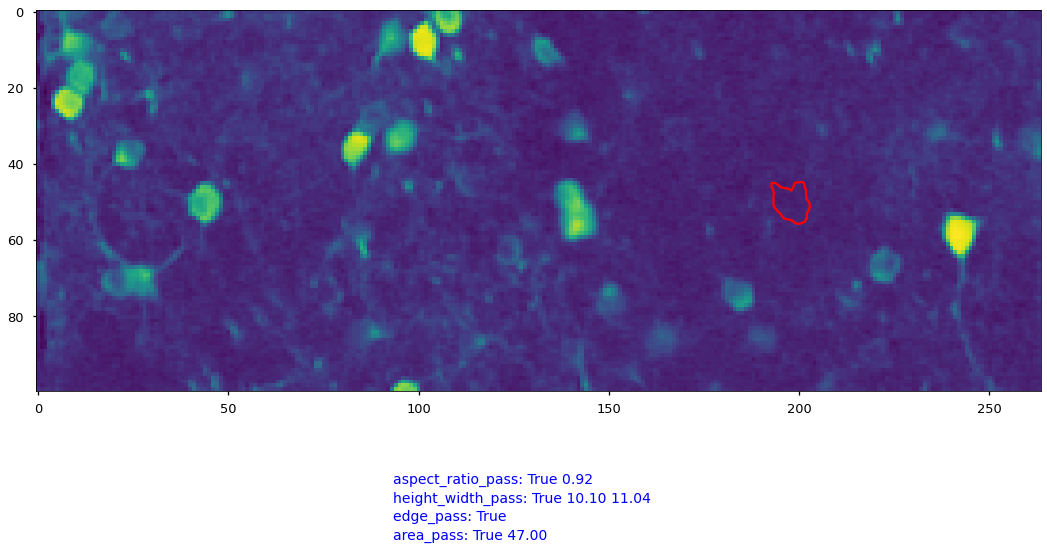 0
20
40
60
80
0 50 100 150 200 250
aspect_ratio_pass: True 0.92
height_width_pass: True 10.10 11.04
edge_pass: True
area_pass: True 47.00